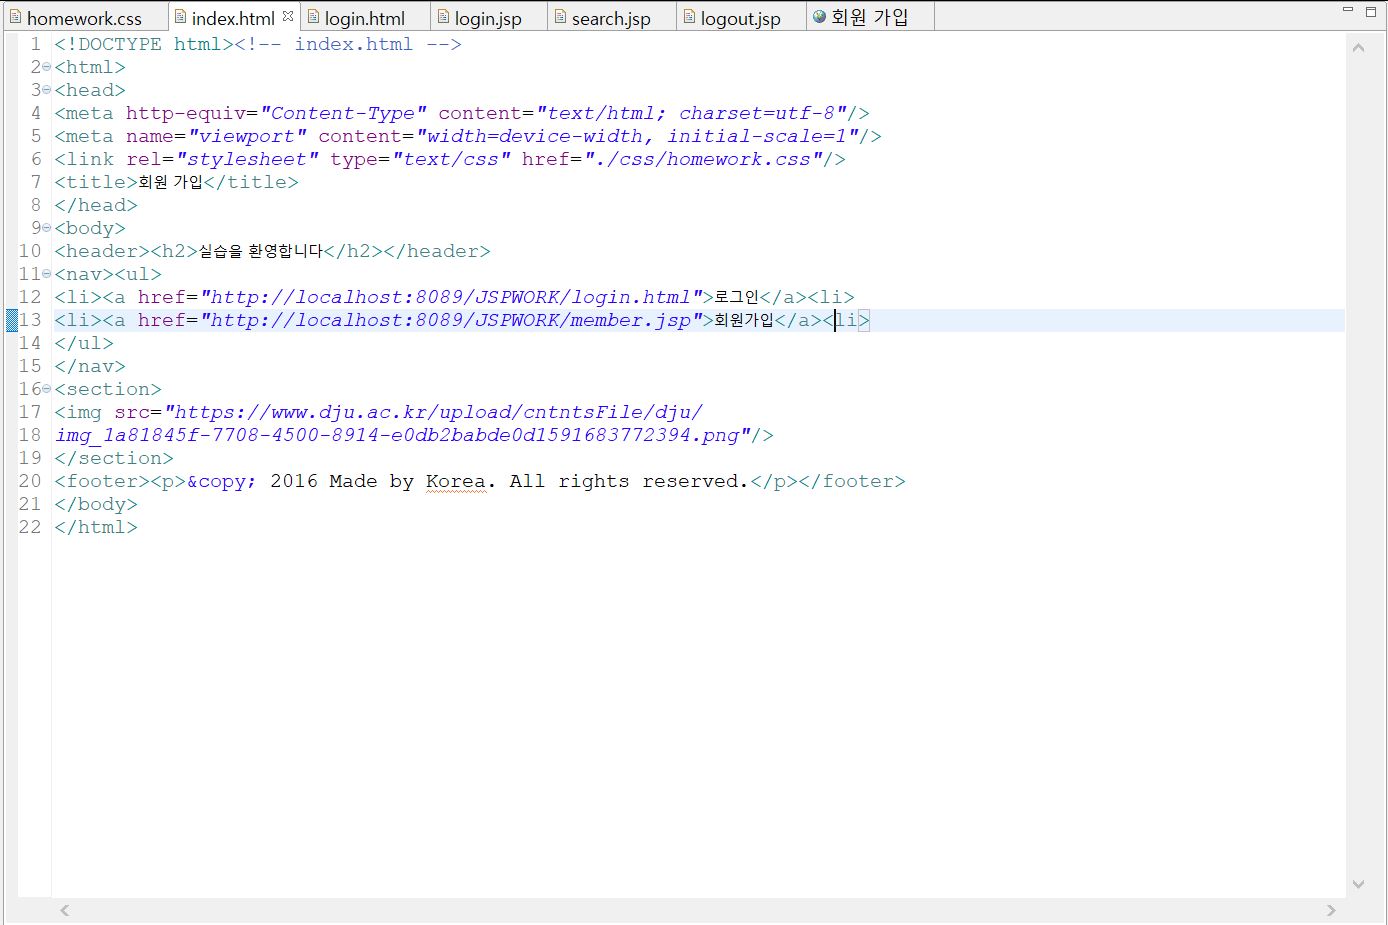 homework.css index.html login.html login.jsp search.jsp logout.jsp 회원 가입
1 <!DOCTYPE html><!-- index.html -->
2 <html>
3 <head>
4 <meta http-equiv="Content-Type" content="text/html; charset=utf-8"/>
5 <meta name="viewport" content="width=device-width, initial-scale=1"/>
6 <link rel="stylesheet" type="text/css" href="./css/homework.css"/>
7 <title>회원 가입</title>
8 </head>
9 <body>
10 <header><h2>실습을 환영합니다</h2></header>
11 <nav><ul>
12 <li><a href="http://localhost:8089/JSPWORK/login.html">로그인</a><li>
13 <li><a href="http://localhost:8089/JSPWORK/member.jsp">회원가입</a><li>
14 </ul>
15 </nav>
16 <section>
17 <img src="https://www.dju.ac.kr/upload/cntntsFile/dju/
18 img_1a81845f-7708-4500-8914-e0db2babde0d1591683772394.png"/>
19 </section>
20 <footer><p>&copy; 2016 Made by Korea. All rights reserved.</p></footer>
21 </body>
22 </html>